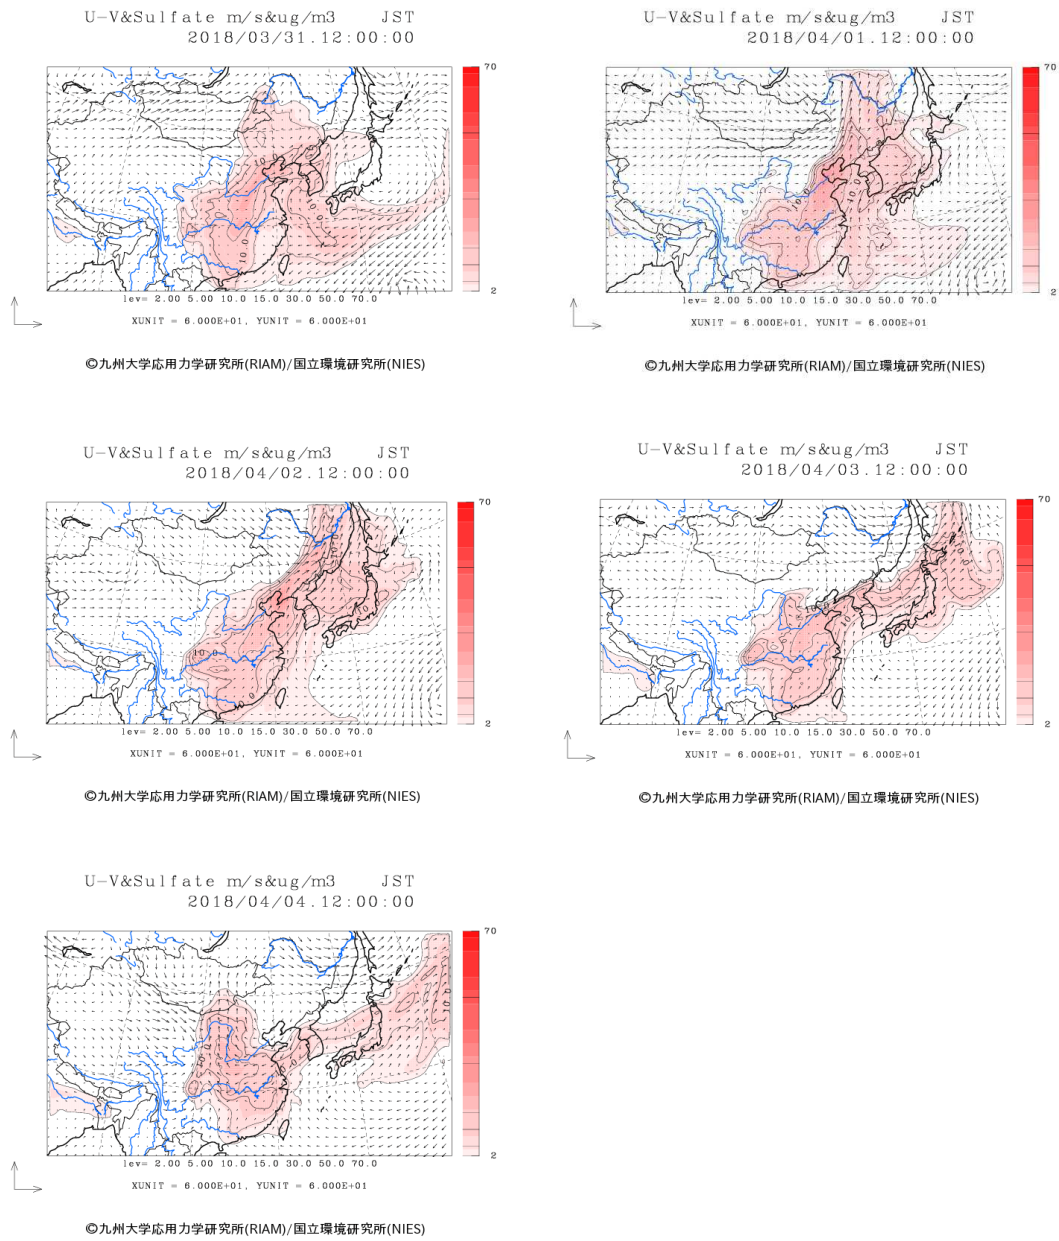 U-V&Sulfate m/s&ug/m3 JST
2018/03/31.12:00:00
70
2
lev= 2.00 5.00 10.0 15.0 30.0 50.0 70.0
XUNIT = 6.000E+01, YUNIT = 6.000E+01
©九州大学応用力学研究所(RIAM)/国立環境研究所(NIES)
U-V&Sulfate m/s&ug/m3 JST
2018/04/01.12:00:00
70
2
lev= 2.00 5.00 10.0 15.0 30.0 50.0 70.0
XUNIT = 6.000E+01, YUNIT = 6.000E+01
©九州大学応用力学研究所(RIAM)/国立環境研究所(NIES)
U-V&Sulfate m/s&ug/m3 JST
2018/04/02.12:00:00
70
10.0
2
lev= 2.00 5.00 10.0 15.0 30.0 50.0 70.0
XUNIT = 6.000E+01, YUNIT = 6.000E+01
©九州大学応用力学研究所(RIAM)/国立環境研究所(NIES)
U-V&Sulfate m/s&ug/m3 JST
2018/04/03.12:00:00
70
2
lev= 2.00 5.00 10.0 15.0 30.0 50.0 70.0
XUNIT = 6.000E+01, YUNIT = 6.000E+01
©九州大学応用力学研究所(RIAM)/国立環境研究所(NIES)
U-V&Sulfate m/s&ug/m3 JST
2018/04/04.12:00:00
70
2
lev= 2.00 5.00 10.0 15.0 30.0 50.0 70.0
XUNIT = 6.000E+01, YUNIT = 6.000E+01
©九州大学応用力学研究所(RIAM)/国立環境研究所(NIES)